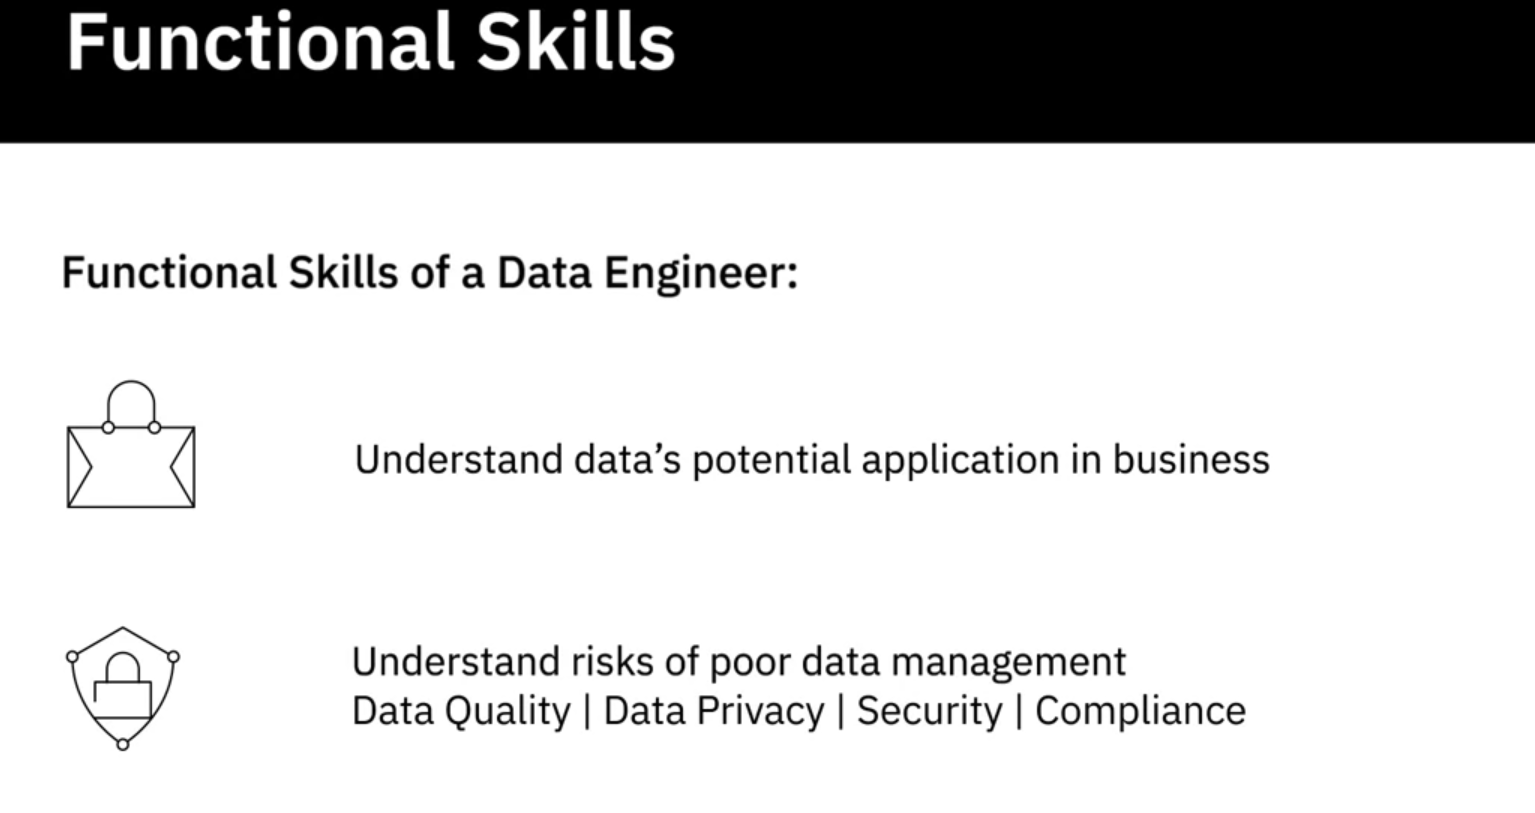 Functional Skills
Functional Skills of a Data Engineer:
Understand data’s potential application in business
Understand risks of poor data management
Data Quality | Data Privacy | Security | Compliance